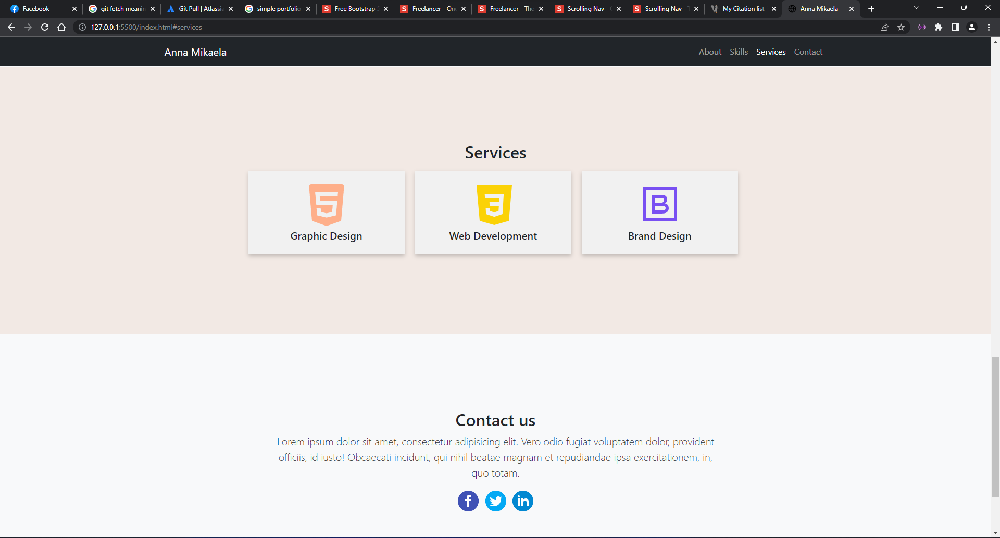 Facebook
git fetch meanin
Git Pull | Atlassia
simple portfolio
Free Bootstrap
Freelancer - On
Freelancer - The
Scrolling Nav -
Scrolling Nav -
My Citation list
Anna Mikaela
127.0.0.1:5500/index.html#services
Anna Mikaela
About
Skills
Services
Contact
Services
Graphic Design
Web Development
Brand Design
Contact us
Lorem ipsum dolor sit amet, consectetur adipisicing elit. Vero odio fugiat voluptatem dolor, provident
officiis, id iusto! Obcaecati incidunt, qui nihil beatae magnam et repudiandae ipsa exercitationem, in,
quo totam.